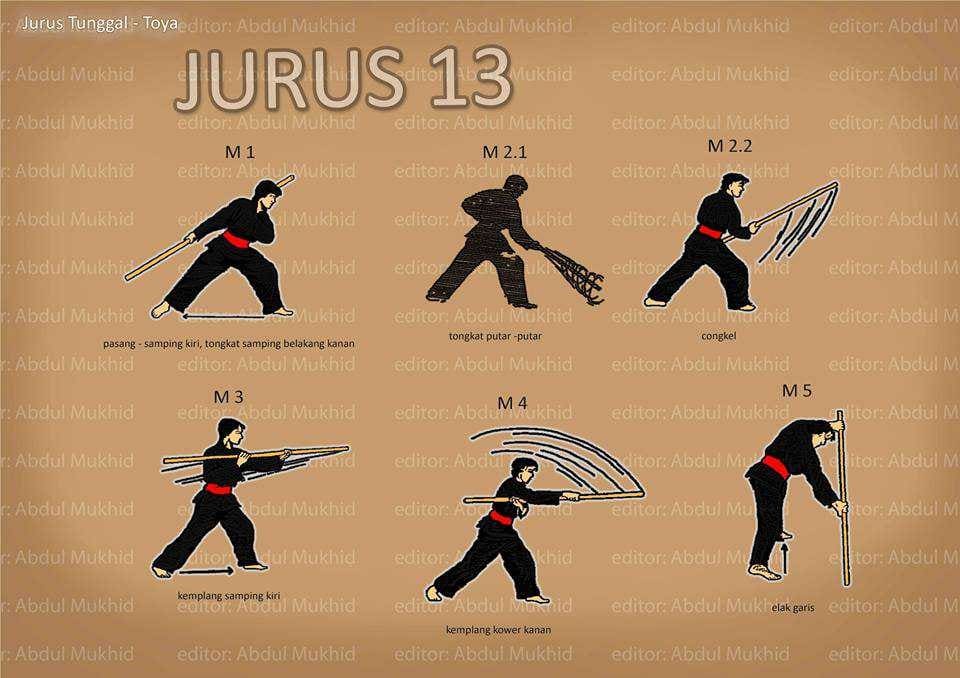 Jurus Tunggal - Toya
JURUS 13
M 1
M 2.1
M 2.2
pasang - samping kiri, tongkat samping belakang kanan
tongkat putar -putar
congkel
M 3
M 4
M 5
kemplang samping kiri
kemplang kower kanan
elak garis
editor: Abdul Mukhid